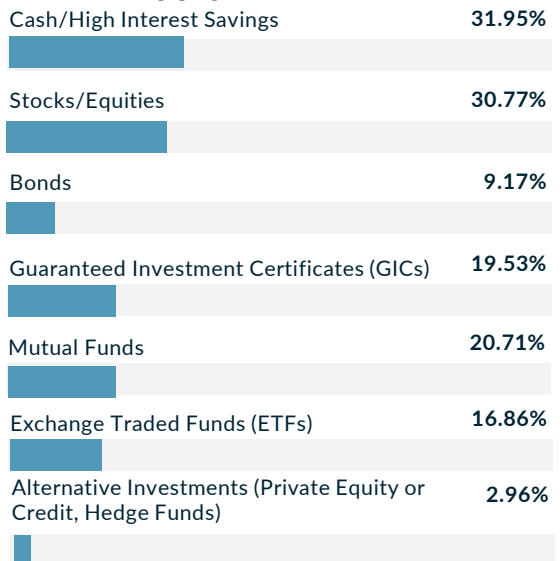 Cash/High Interest Savings 31.95%
Stocks/Equities 30.77%
Bonds 9.17%
Guaranteed Investment Certificates (GICs) 19.53%
Mutual Funds 20.71%
Exchange Traded Funds (ETFs) 16.86%
Alternative Investments (Private Equity or 2.96%
Credit, Hedge Funds)